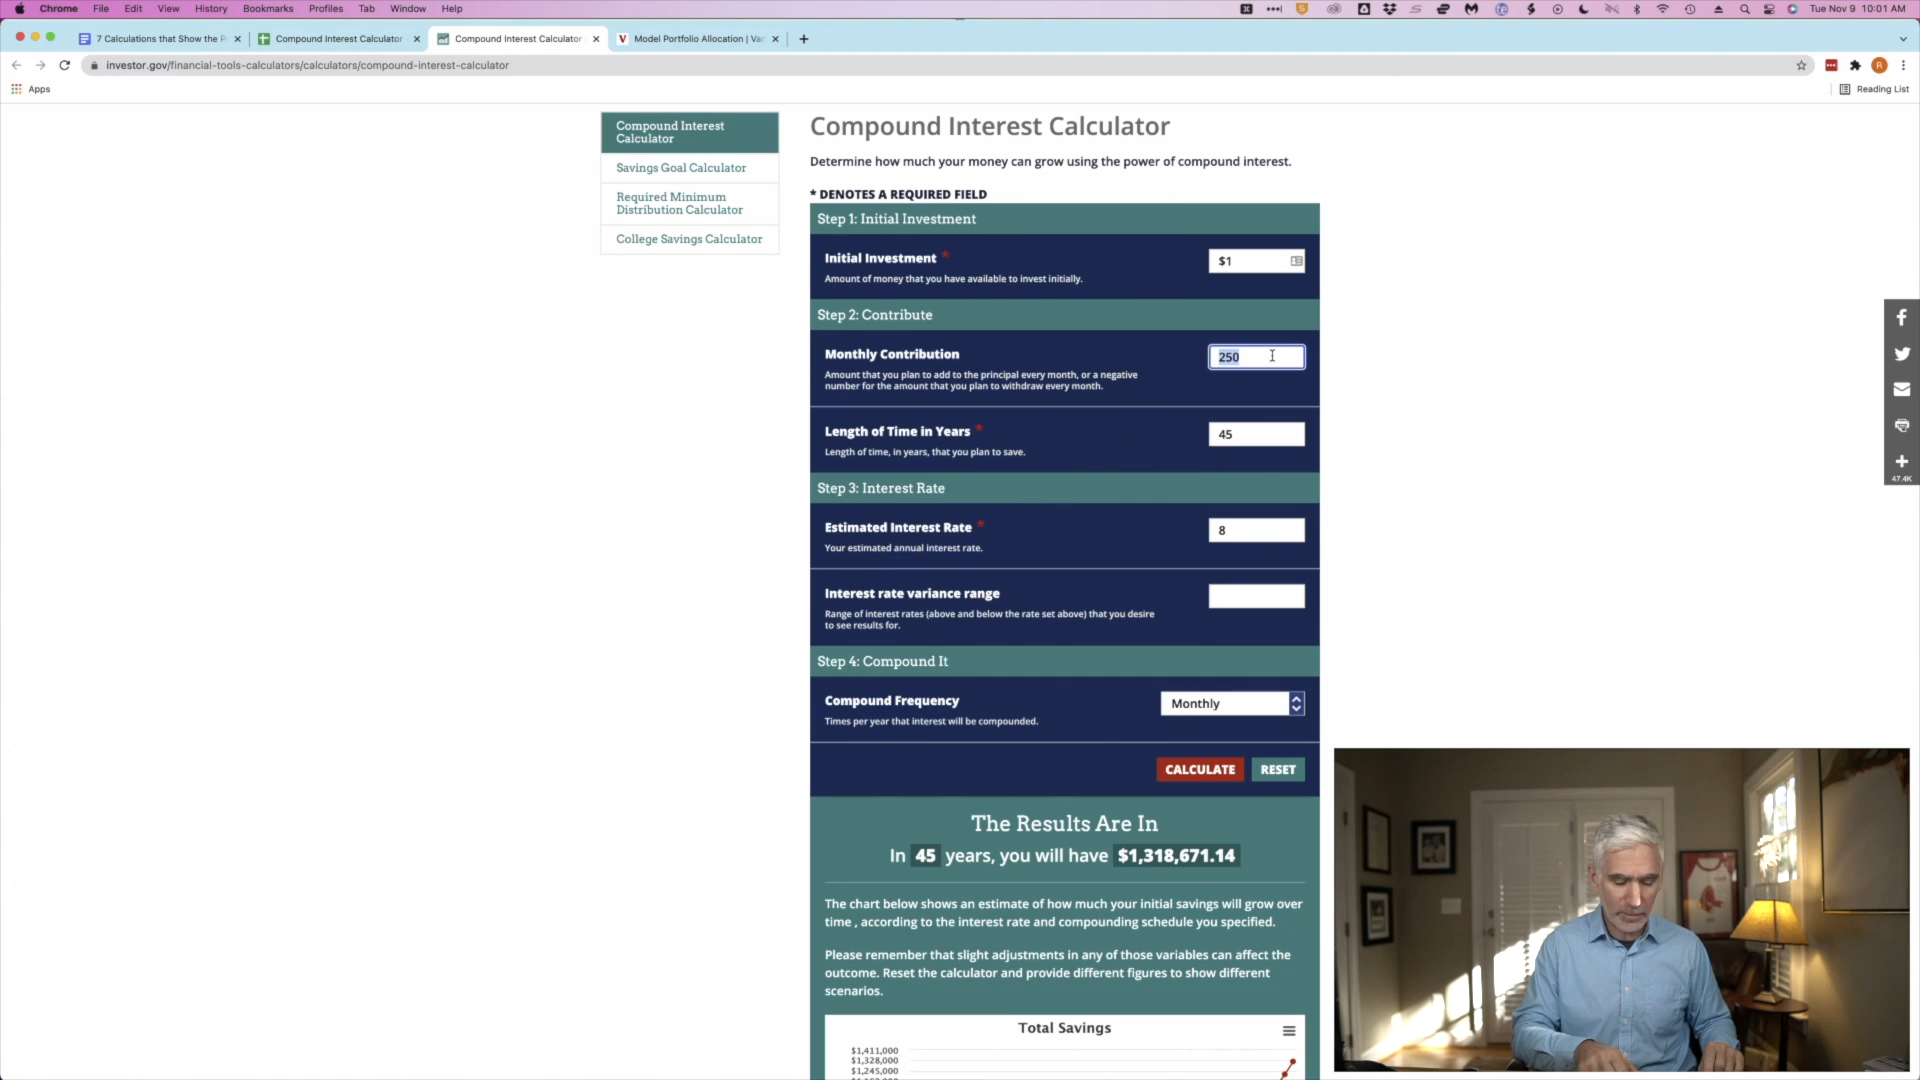 Chrome File Edit View History Bookmarks Profiles Tab Window Help
Tue Nov 9 10:01 AM
7 Calculations that Show the P
Compound Interest Calculator
Compound Interest Calculator
Model Portfolio Allocation | Va
investor.gov/financial-tools-calculators/calculators/compound-interest-calculator
R
Apps
Reading List
Compound Interest
Calculator
Savings Goal Calculator
Required Minimum
Distribution Calculator
College Savings Calculator
Compound Interest Calculator
Determine how much your money can grow using the power of compound interest.
* DENOTES A REQUIRED FIELD
Step 1: Initial Investment
Initial Investment *
$1
Amount of money that you have available to invest initially.
Step 2: Contribute
Monthly Contribution
250
Amount that you plan to add to the principal every month, or a negative
number for the amount that you plan to withdraw every month.
Length of Time in Years *
45
Length of time, in years, that you plan to save.
Step 3: Interest Rate
Estimated Interest Rate *
8
Your estimated annual interest rate.
Interest rate variance range
Range of interest rates (above and below the rate set above) that you desire
to see results for.
Step 4: Compound It
Compound Frequency
Monthly
Times per year that interest will be compounded.
CALCULATE RESET
The Results Are In
In 45 years, you will have $1,318,671.14
The chart below shows an estimate of how much your initial savings will grow over
time , according to the interest rate and compounding schedule you specified.
Please remember that slight adjustments in any of those variables can affect the
outcome. Reset the calculator and provide different figures to show different
scenarios.
Total Savings
$1,411,000
$1,328,000
$1,245,000
47.4K